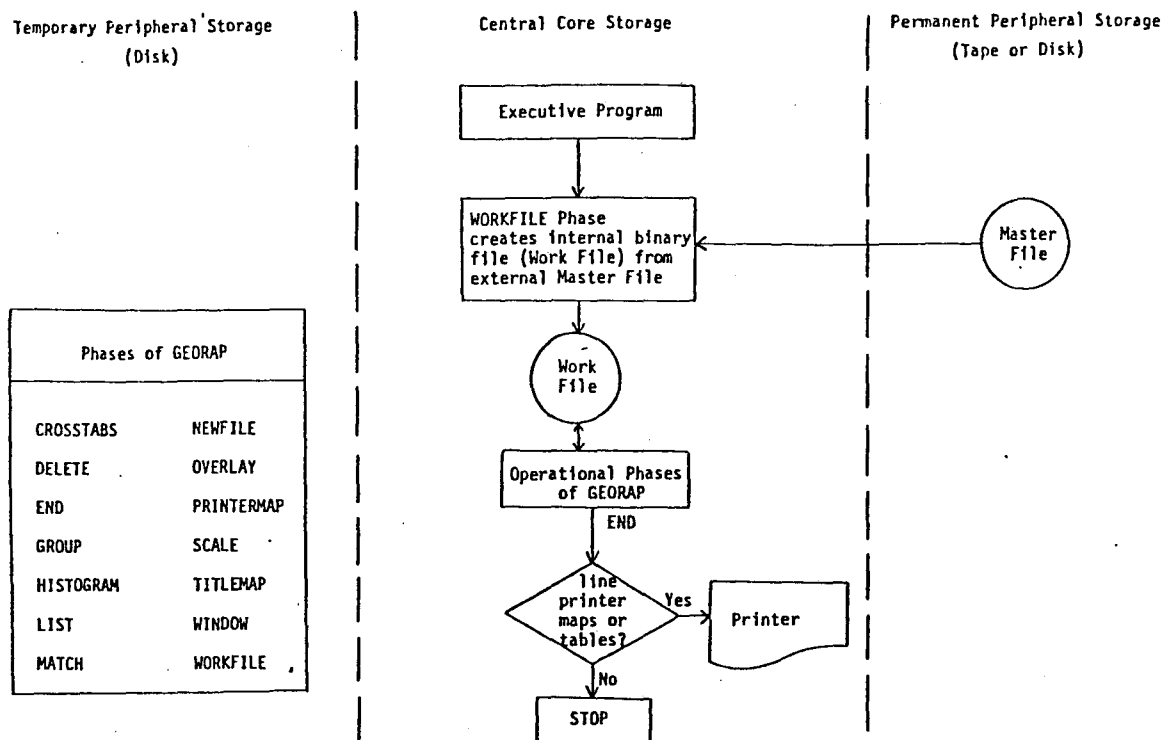 Temporary Peripheral Storage
(Disk)
Central Core Storage
Permanent Peripheral Storage
(Tape or Disk)
Executive Program
WORKFILE Phase
creates internal binary
file (Work File) from
external Master File
Master
File
Work
File
Operational Phases
of GEORAP
END
line
printer
maps or
tables?
Yes
Printer
No
STOP
Phases of GEORAP
CROSSTABS NEWFILE
DELETE OVERLAY
END PRINTERMAP
GROUP SCALE
HISTOGRAM TITLEMAP
LIST WINDOW
MATCH WORKFILE